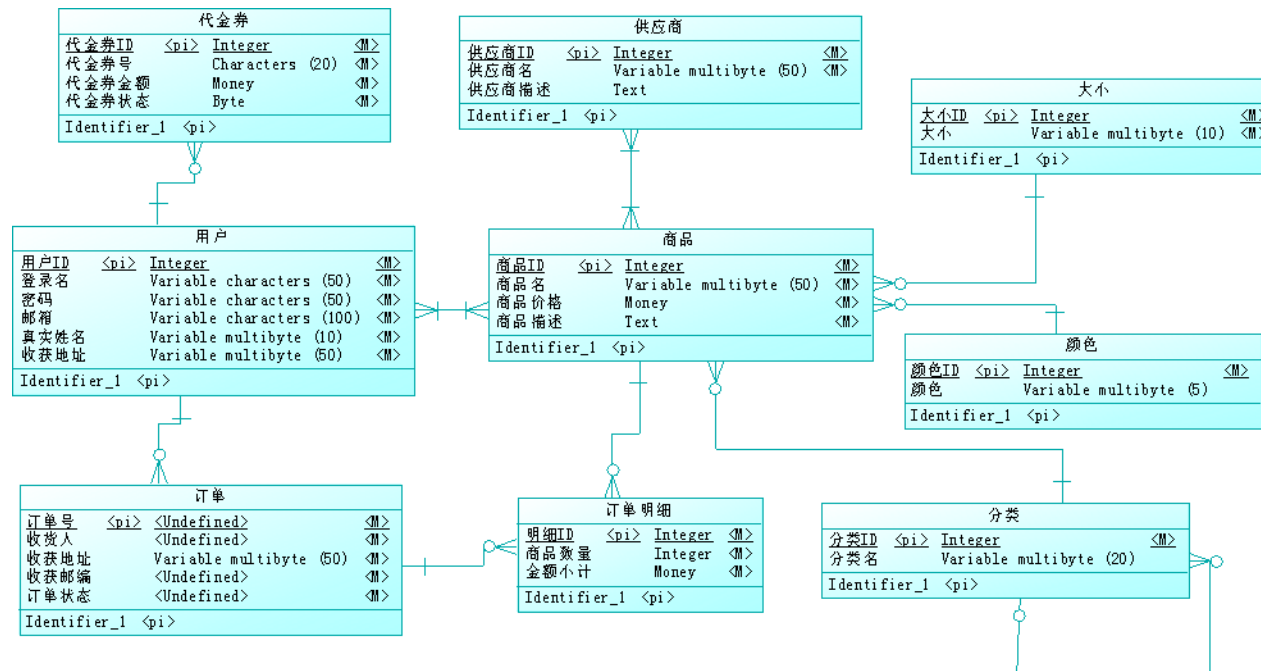 代金券
代金券ID <pi> Integer <M>
代金券号 Characters (20) <M>
代金券金额 Money <M>
代金券状态 Byte <M>
Identifier_1 <pi>
供应商
供应商ID <pi> Integer <M>
供应商名 Variable multibyte (50) <M>
供应商描述 Text
Identifier_1 <pi>
大小
大小ID <pi> Integer <M>
大小 Variable multibyte (10) <M>
Identifier_1 <pi>
用户
用户ID <pi> Integer <M>
登录名 Variable characters (50) <M>
密码 Variable characters (50) <M>
邮箱 Variable characters (100) <M>
真实姓名 Variable multibyte (10) <M>
收获地址 Variable multibyte (50) <M>
Identifier_1 <pi>
商品
商品ID <pi> Integer <M>
商品名 Variable multibyte (50) <M>
商品价格 Money <M>
商品描述 Text <M>
Identifier_1 <pi>
颜色
颜色ID <pi> Integer <M>
颜色 Variable multibyte (5)
Identifier_1 <pi>
订单
订单号 <pi> <Undefined> <M>
收货人 <Undefined> <M>
收获地址 Variable multibyte (50) <M>
收获邮编 <Undefined> <M>
订单状态 <Undefined> <M>
Identifier_1 <pi>
订单明细
明细ID <pi> Integer <M>
商品数量 Integer <M>
金额小计 Money <M>
Identifier_1 <pi>
分类
分类ID <pi> Integer <M>
分类名 Variable multibyte (20)
Identifier_1 <pi>